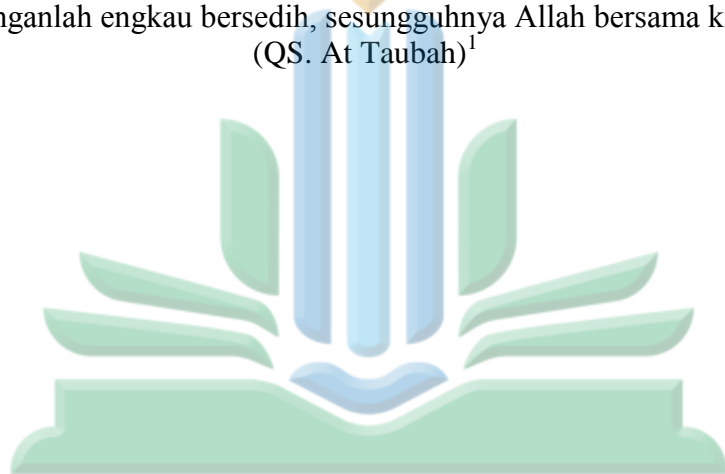 nganlah engkau bersedih, sesungguhnya Allah bersama k
(QS. At Taubah)1